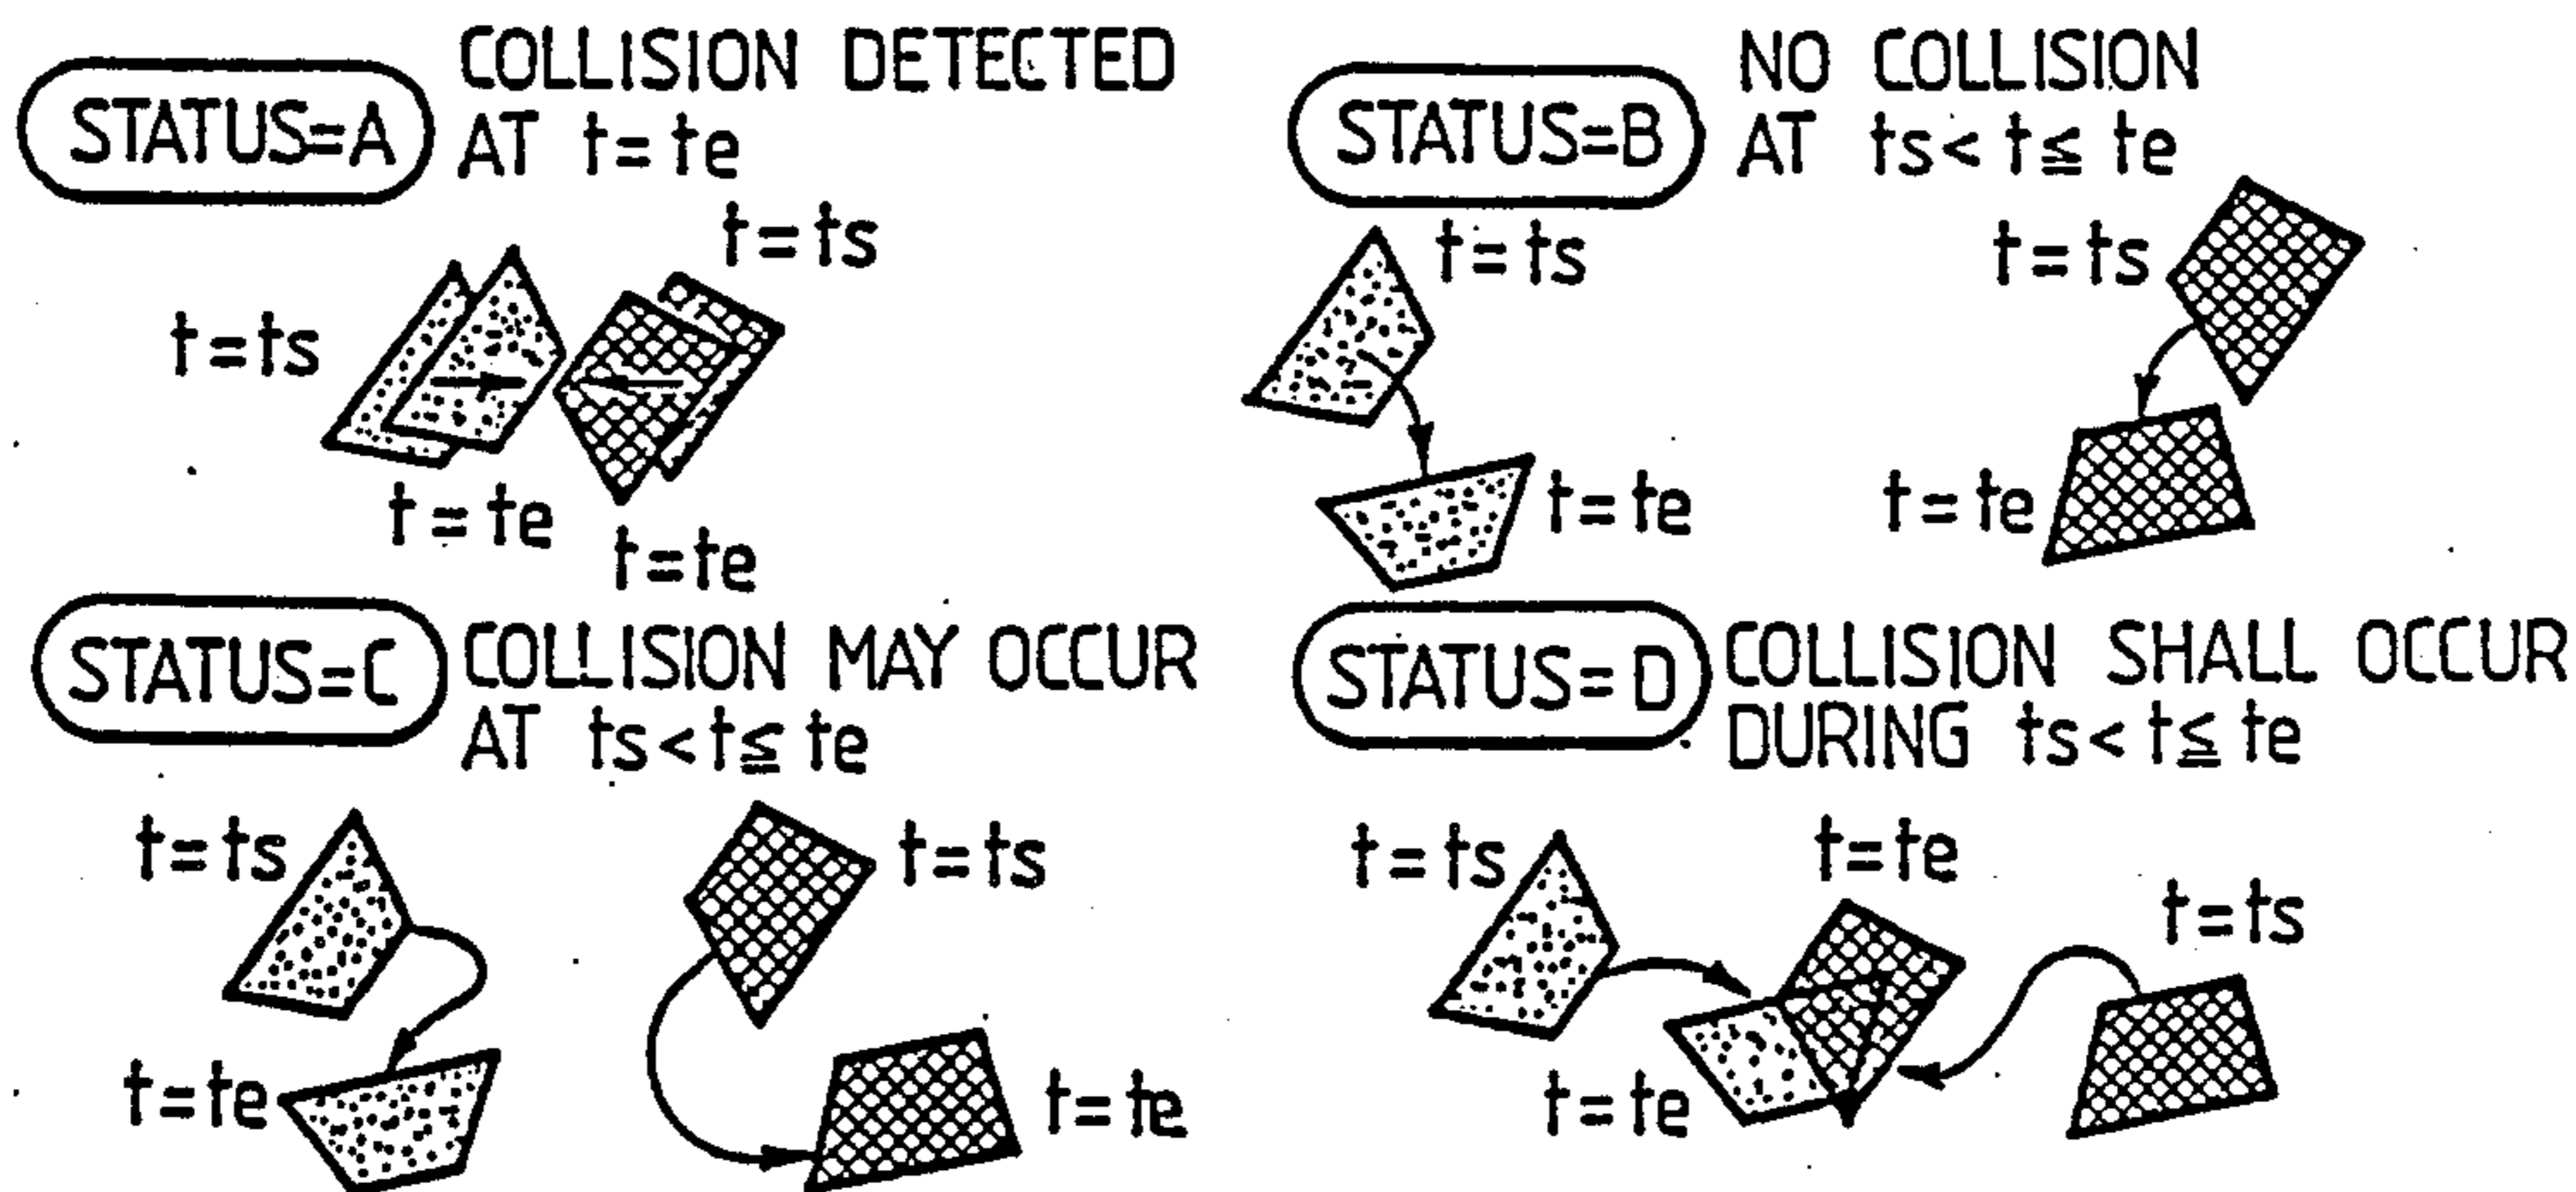 STATUS=A
COLLISION DETECTED
AT t=te
t=ts
t=ts
t=te
t=te
STATUS=B
NO COLLISION
AT ts<t≦te
t=ts
t=ts
t=te
t=te
STATUS=C
COLLISION MAY OCCUR
AT ts<t≦te
t=ts
t=ts
t=te
t=te
STATUS=D
COLLISION SHALL OCCUR
DURING ts<t≦te
t=ts
t=te
t=ts
t=te